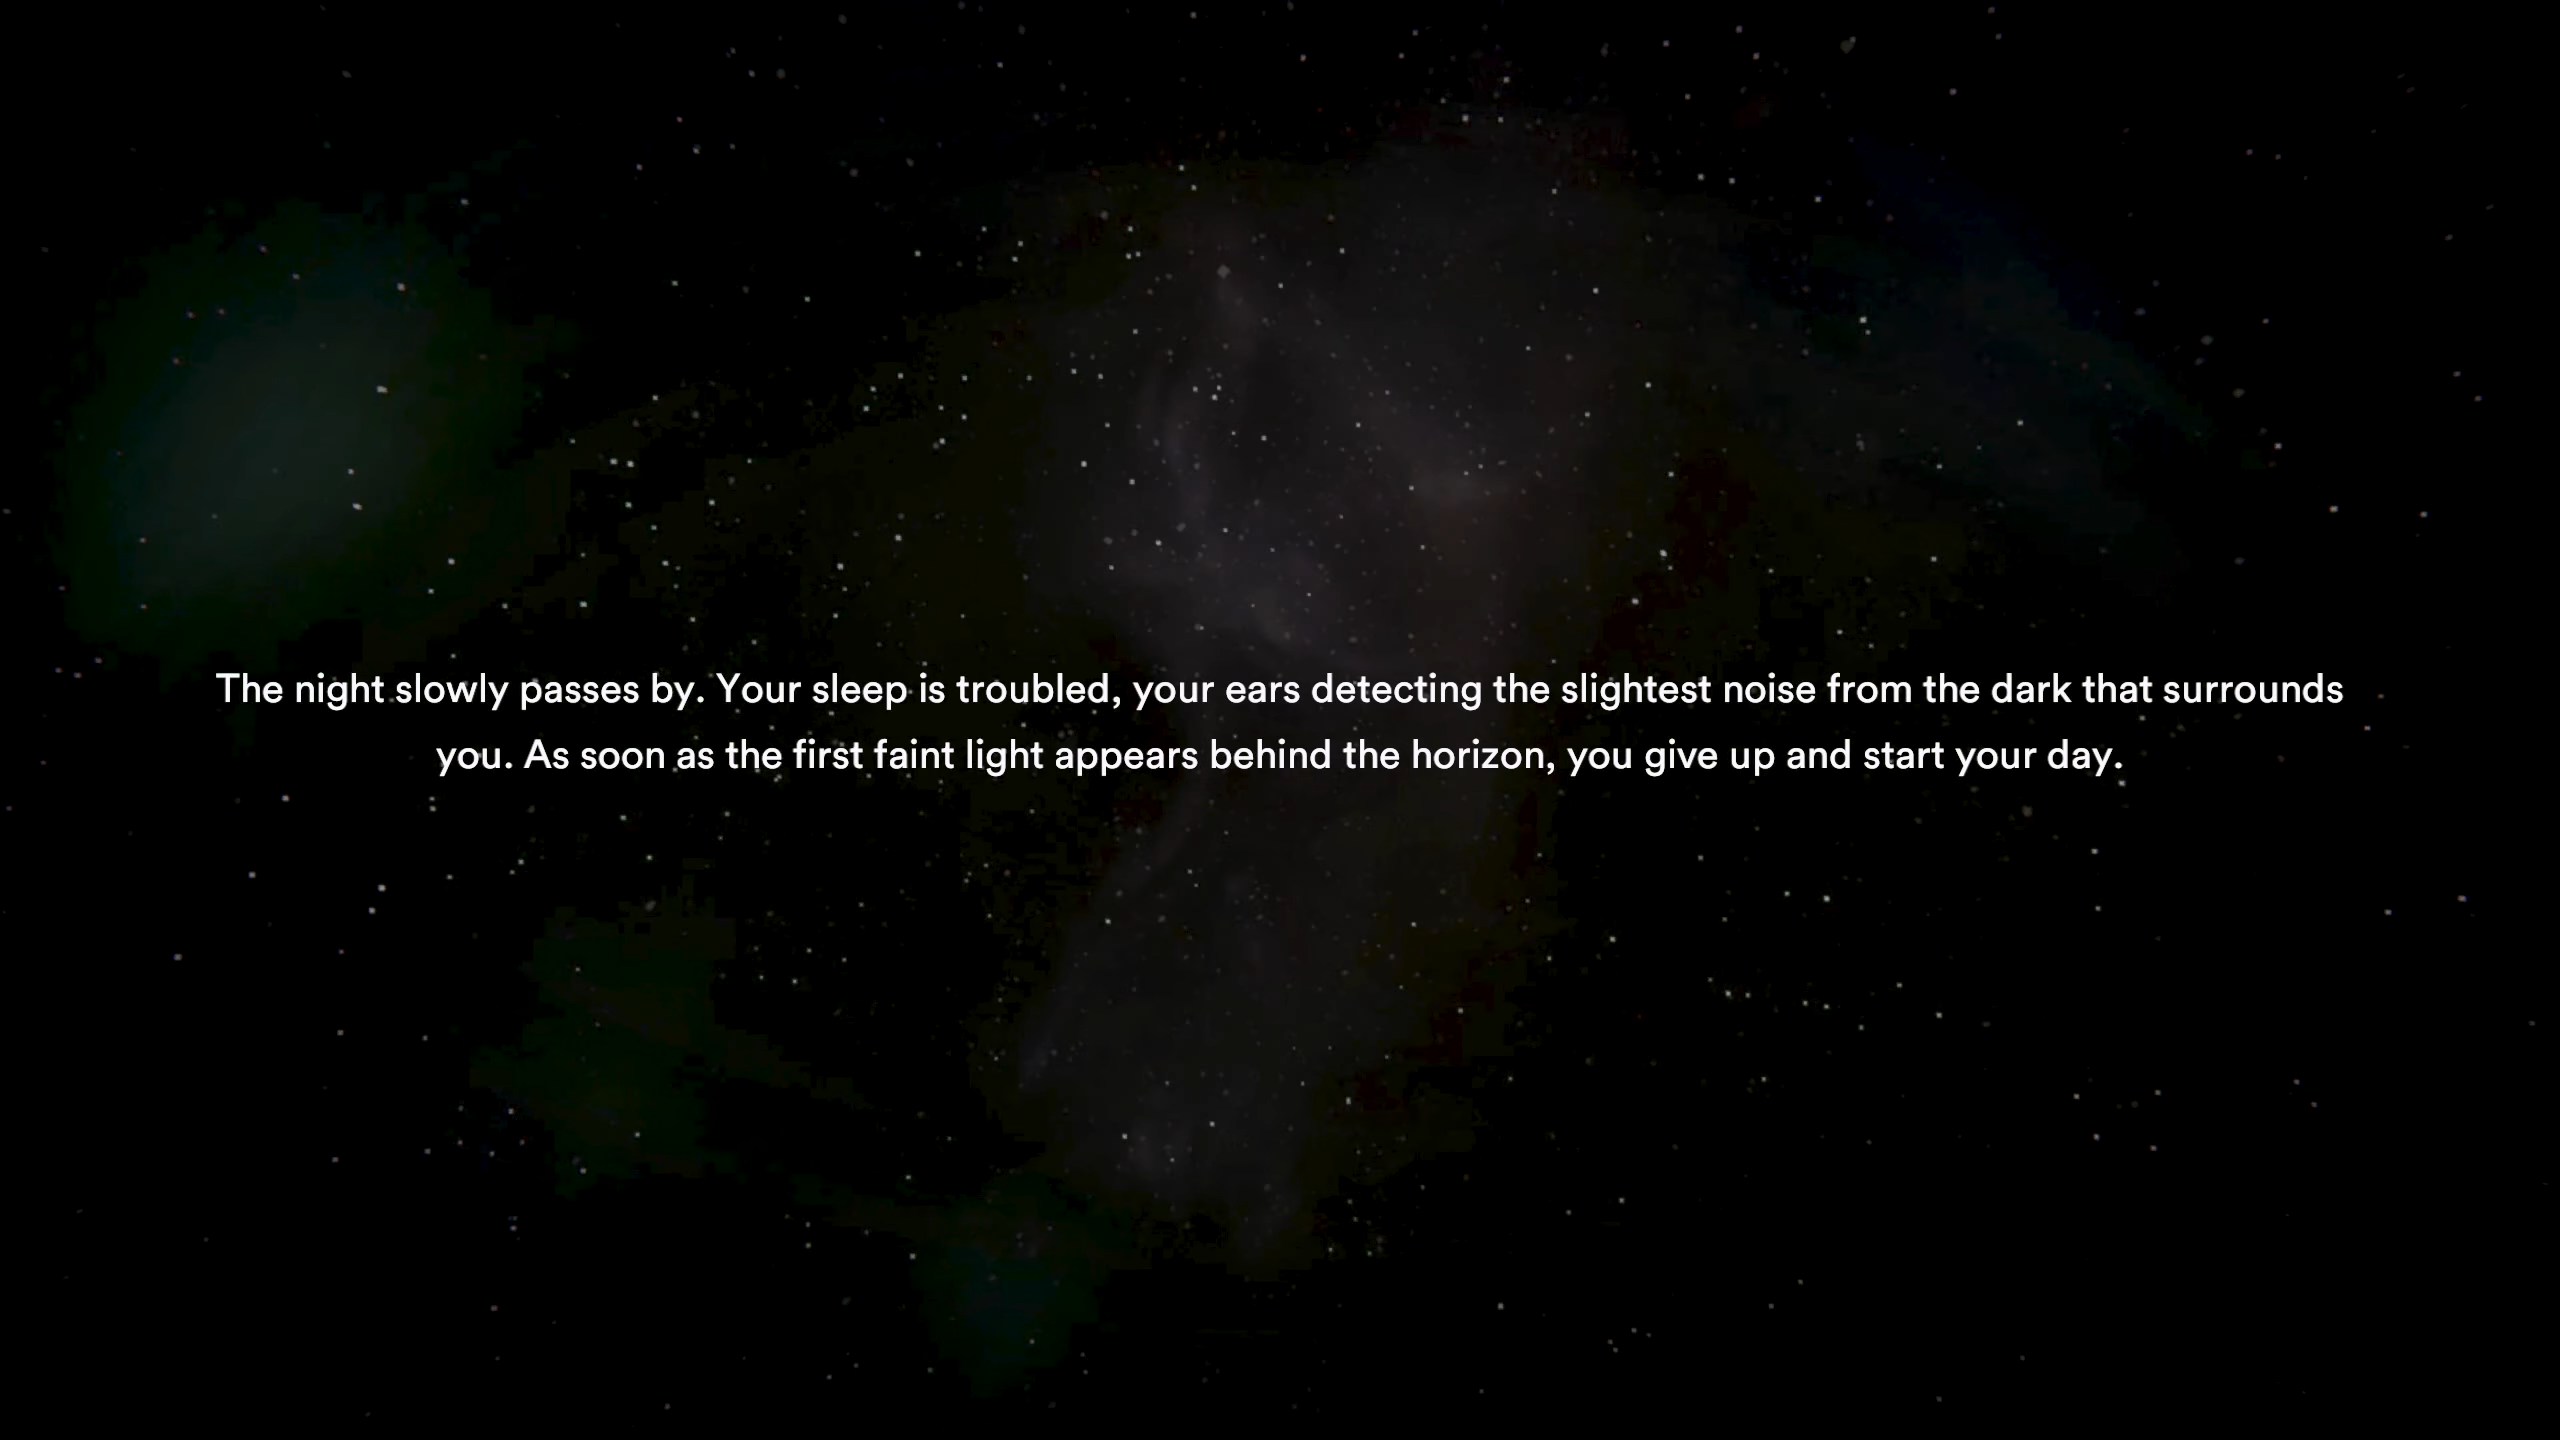 The night slowly passes by. Your sleep is troubled, your ears detecting the slightest noise from the dark that surrounds
you. As soon as the first faint light appears behind the horizon, you give up and start your day.